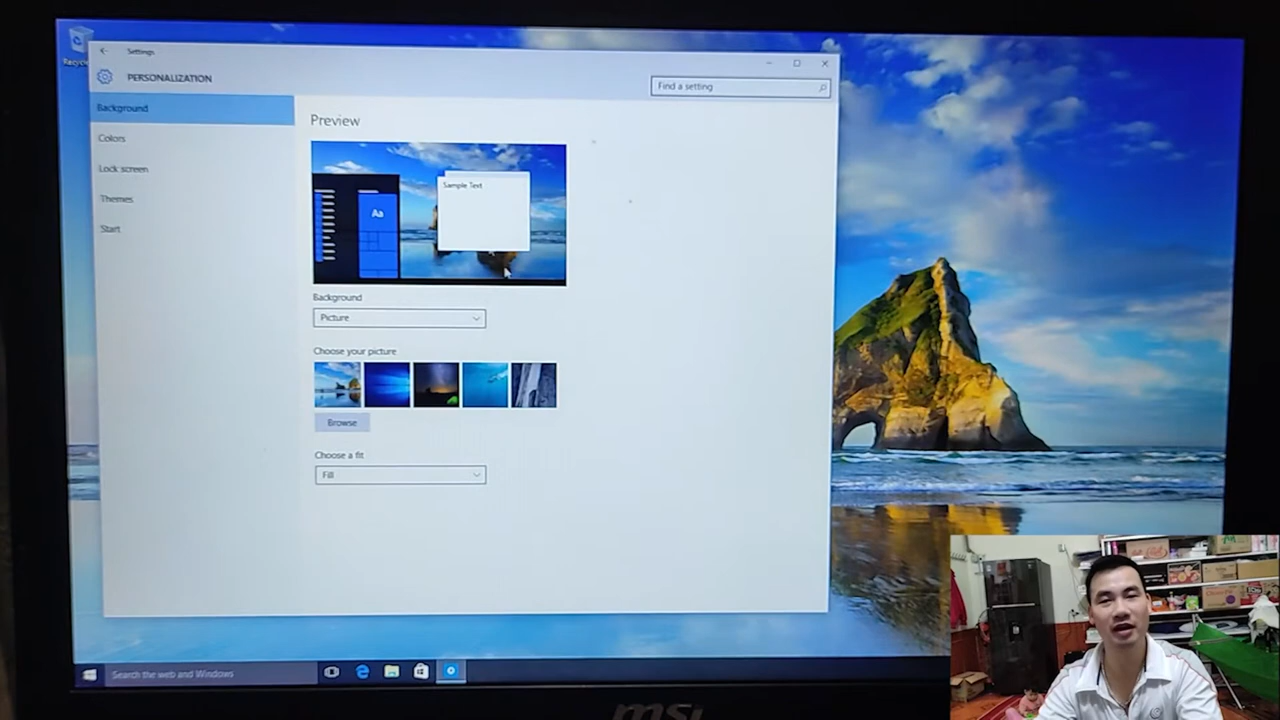 Settings
PERSONALIZATION
Find a setting
Background
Colors
Lock screen
Themes
Start
Preview
Sample Text
Aa
Background
Picture
Choose your picture
Browse
Choose a fit
Fill
Search the web and Windows
msi